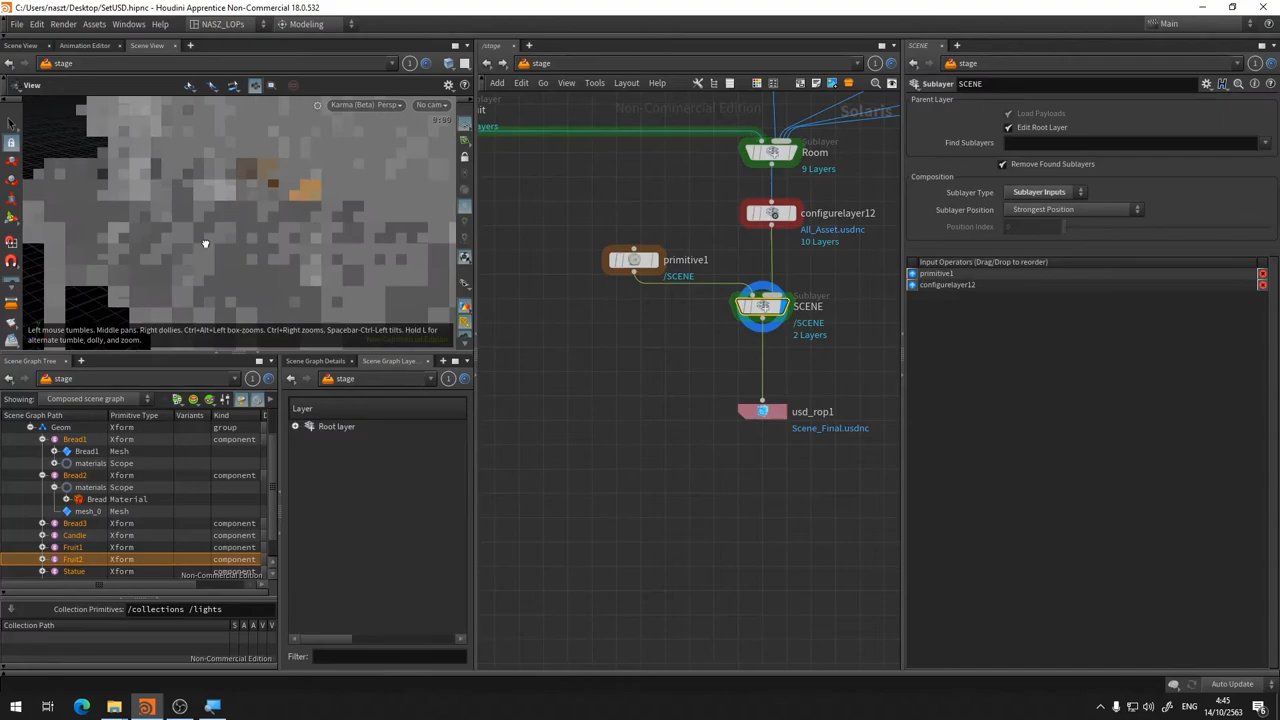 C:/Users/naszt/Desktop/SetUSD.hipnc - Houdini Apprentice Non-Commercial 18.0.532
File Edit Render Assets Windows Help NASZ_LOPs Modeling Main
Scene View Animation Editor Scene View
stage
View
Karma (Beta) Persp No cam
0:00
Left mouse tumbles. Middle pans. Right dollies. Ctrl+Alt+Left box-zooms. Ctrl+Right zooms. Spacebar-Ctrl-Left tilts. Hold L for
alternate tumble, dolly, and zoom.
Scene Graph Tree
stage
Showing: Composed scene graph
Scene Graph Path Primitive Type Variants Kind
Geom Xform group
Bread1 Xform component
Bread1 Mesh
materials Scope
Bread2 Xform component
materials Scope
Bread Material
mesh_0 Mesh
Bread3 Xform component
Candle Xform component
Fruit1 Xform component
Fruit2 Xform component
Statue Xform component
Non-Commercial Edition
Collection Primitives: /collections /lights
Collection Path S A A V V
Non-Commercial Edition
Scene Graph Details Scene Graph Laye...
stage
Layer
Root layer
Filter:
/stage
stage
Add Edit Go View Tools Layout Help
Non-Commercial Edition
Solaris
Sublayer
Room
9 Layers
configurelayer12
All_Asset.usdnc
10 Layers
primitive1
/SCENE
Sublayer
SCENE
/SCENE
2 Layers
usd_rop1
Scene_Final.usdnc
SCENE
stage
Sublayer SCENE
Parent Layer
Load Payloads
Edit Root Layer
Find Sublayers
Remove Found Sublayers
Composition
Sublayer Type Sublayer Inputs
Sublayer Position Strongest Position
Position Index
Input Operators (Drag/Drop to reorder)
primitive1
configurelayer12
Auto Update
4:45
14/10/2563